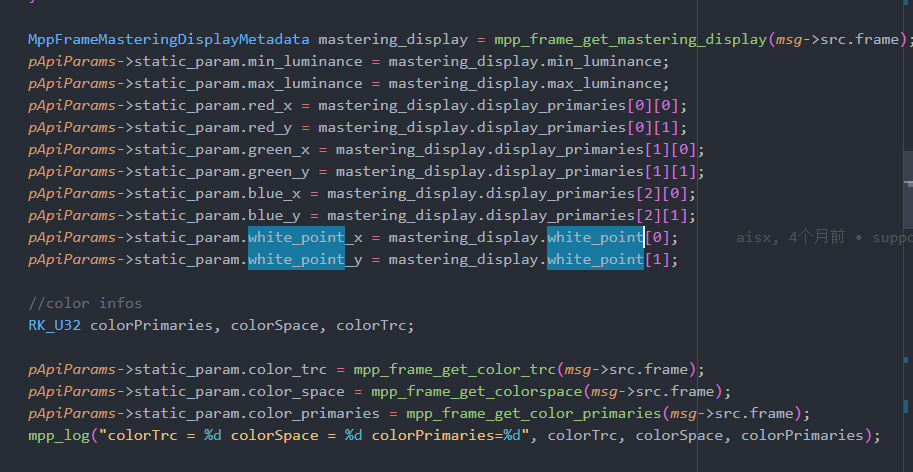 MppFrameMasteringDisplayMetadata mastering_display = mpp_frame_get_mastering_display(msg->src.frame);
pApiParams->static_param.min_luminance = mastering_display.min_luminance;
pApiParams->static_param.max_luminance = mastering_display.max_luminance;
pApiParams->static_param.red_x = mastering_display.display_primaries[0][0];
pApiParams->static_param.red_y = mastering_display.display_primaries[0][1];
pApiParams->static_param.green_x = mastering_display.display_primaries[1][0];
pApiParams->static_param.green_y = mastering_display.display_primaries[1][1];
pApiParams->static_param.blue_x = mastering_display.display_primaries[2][0];
pApiParams->static_param.blue_y = mastering_display.display_primaries[2][1];
pApiParams->static_param.white_point_x = mastering_display.white_point[0]; aisx, 4个月前 • suppo
pApiParams->static_param.white_point_y = mastering_display.white_point[1];
//color infos
RK_U32 colorPrimaries, colorSpace, colorTrc;
pApiParams->static_param.color_trc = mpp_frame_get_color_trc(msg->src.frame);
pApiParams->static_param.color_space = mpp_frame_get_colorspace(msg->src.frame);
pApiParams->static_param.color_primaries = mpp_frame_get_color_primaries(msg->src.frame);
mpp_log("colorTrc = %d colorSpace = %d colorPrimaries=%d", colorTrc, colorSpace, colorPrimaries);